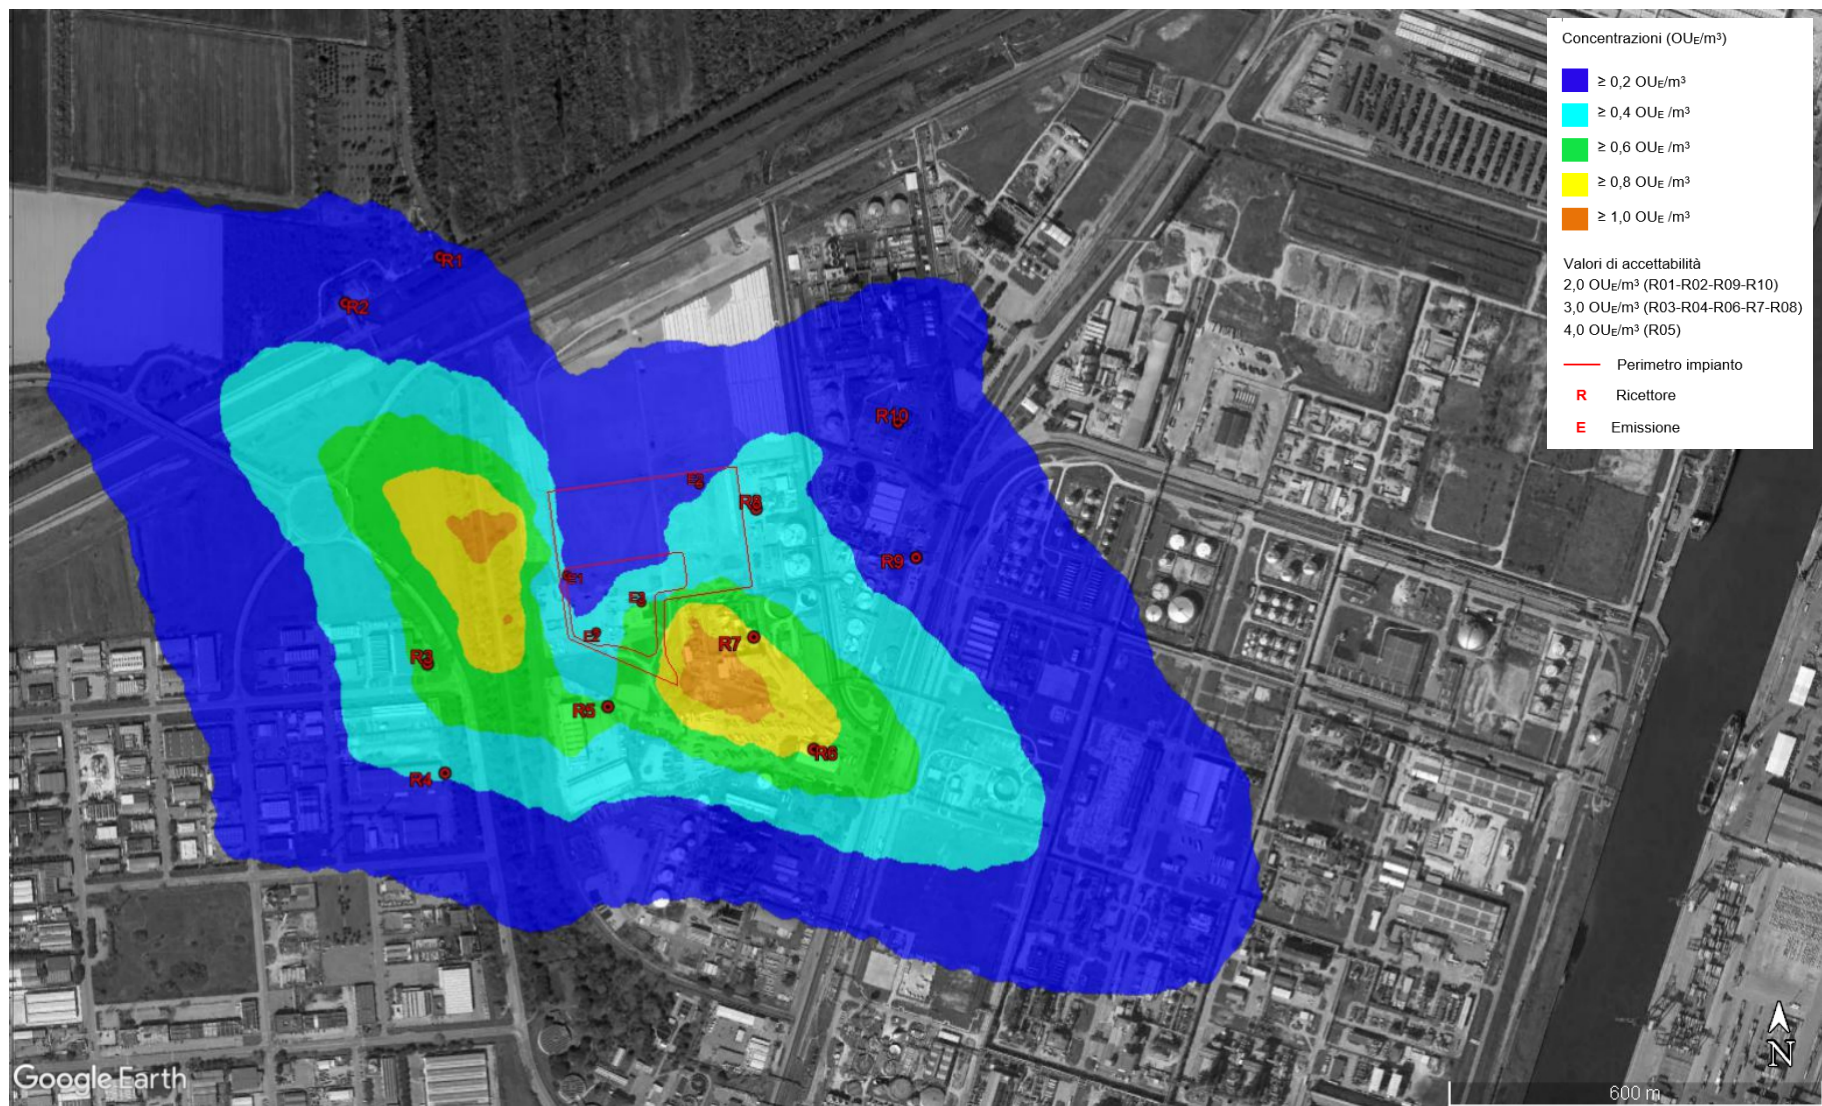 Concentrazioni (OUE/m³)
≥ 0,2 OUE/m³
≥ 0,4 OUE /m³
≥ 0,6 OUE /m³
≥ 0,8 OUE /m³
≥ 1,0 OUE /m³
Valori di accettabilità
2,0 OUE/m³ (R01-R02-R09-R10)
3,0 OUE/m³ (R03-R04-R06-R7-R08)
4,0 OUE/m³ (R05)
Perimetro impianto
R Ricettore
E Emissione
R1
R2
R10
R8
R9
E1
E2
R7
R3
R5
R6
R4
N
Google Earth
600 m